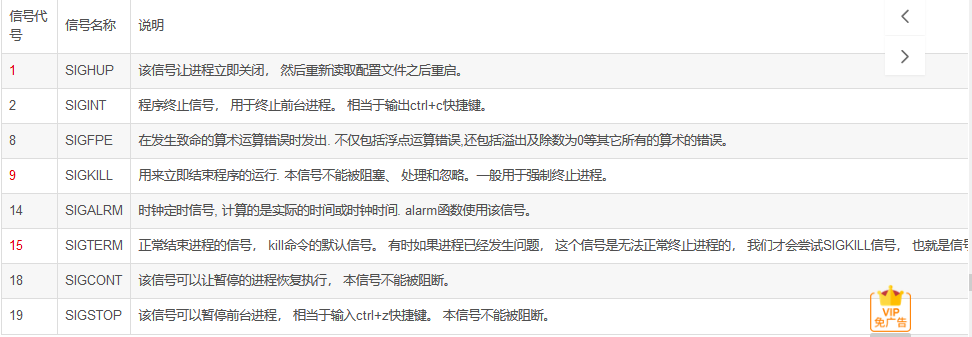 信号代号 信号名称 说明
1 SIGHUP 该信号让进程立即关闭， 然后重新读取配置文件之后重启。
2 SIGINT 程序终止信号， 用于终止前台进程。 相当于输出ctrl+c快捷键。
8 SIGFPE 在发生致命的算术运算错误时发出. 不仅包括浮点运算错误,还包括溢出及除数为0等其它所有的算术的错误。
9 SIGKILL 用来立即结束程序的运行. 本信号不能被阻塞、 处理和忽略。一般用于强制终止进程。
14 SIGALRM 时钟定时信号, 计算的是实际的时间或时钟时间. alarm函数使用该信号。
15 SIGTERM 正常结束进程的信号， kill命令的默认信号。 有时如果进程已经发生问题， 这个信号是无法正常终止进程的， 我们才会尝试SIGKILL信号， 也就是信号
18 SIGCONT 该信号可以让暂停的进程恢复执行， 本信号不能被阻断。
19 SIGSTOP 该信号可以暂停前台进程， 相当于输入ctrl+z快捷键。 本信号不能被阻断。
VIP
免广告